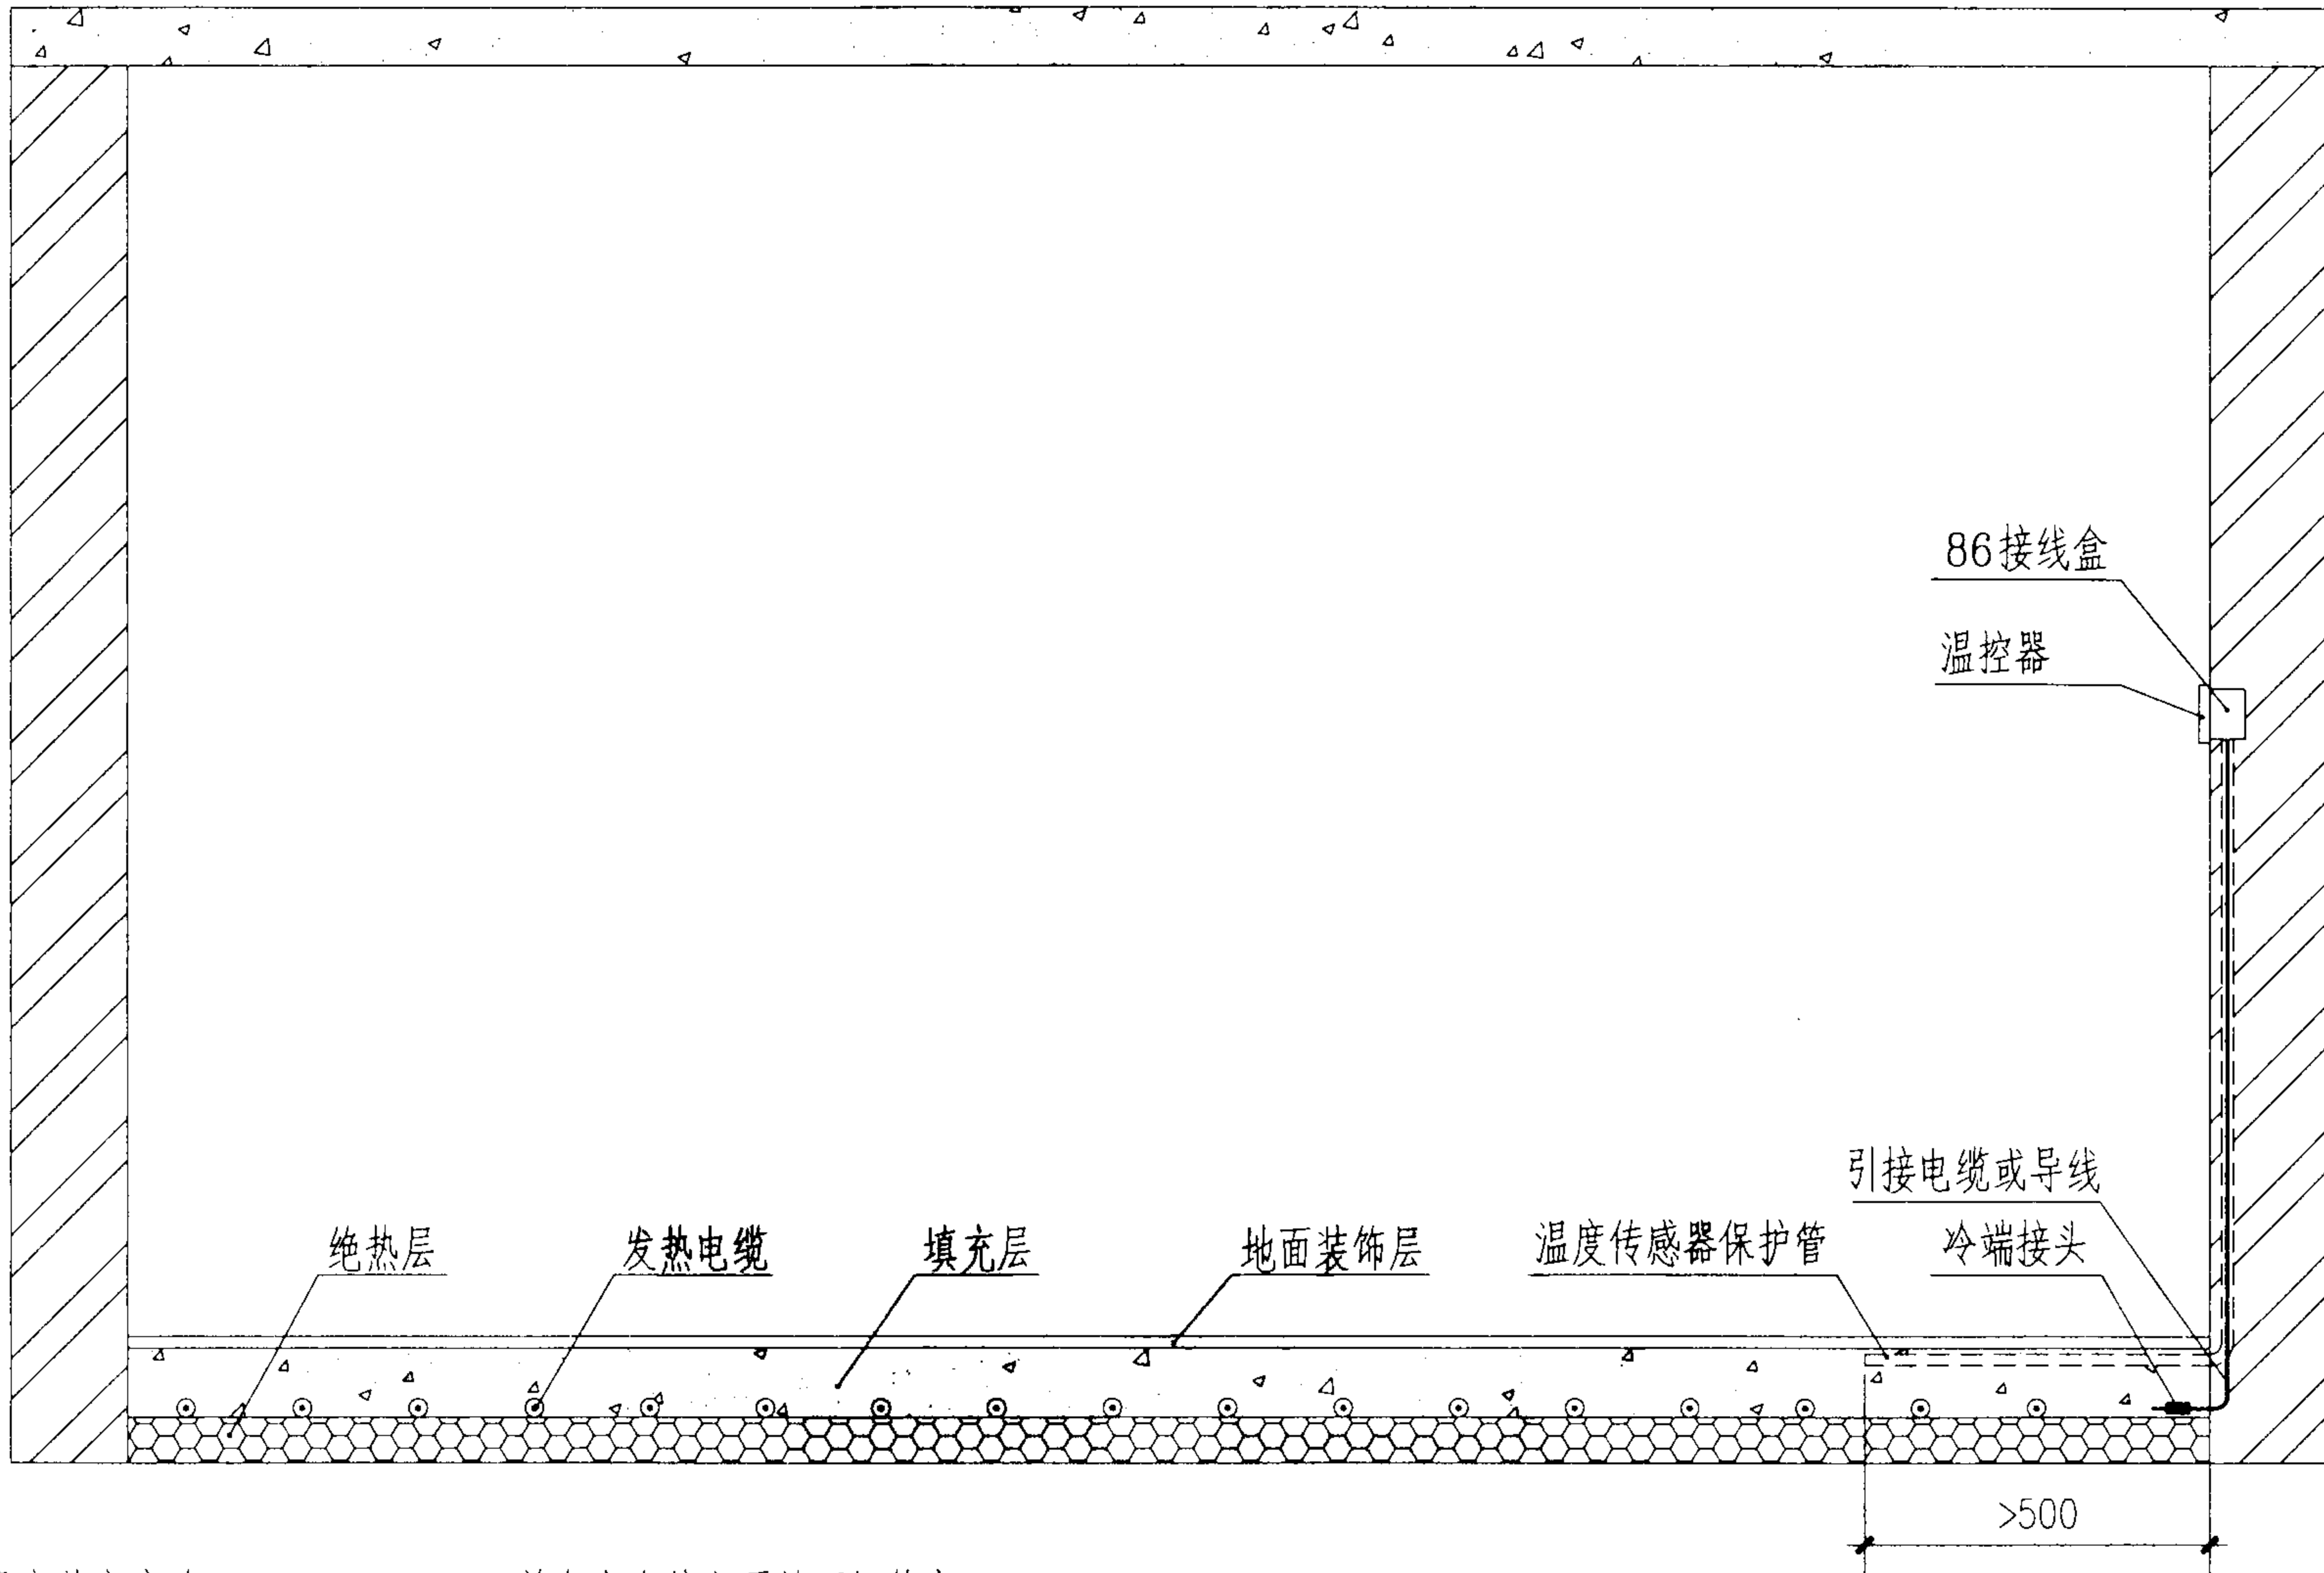 86接线盒
温控器
引接电缆或导线
绝热层
发热电缆
填充层
地面装饰层
温度传感器保护管
冷端接头
>500